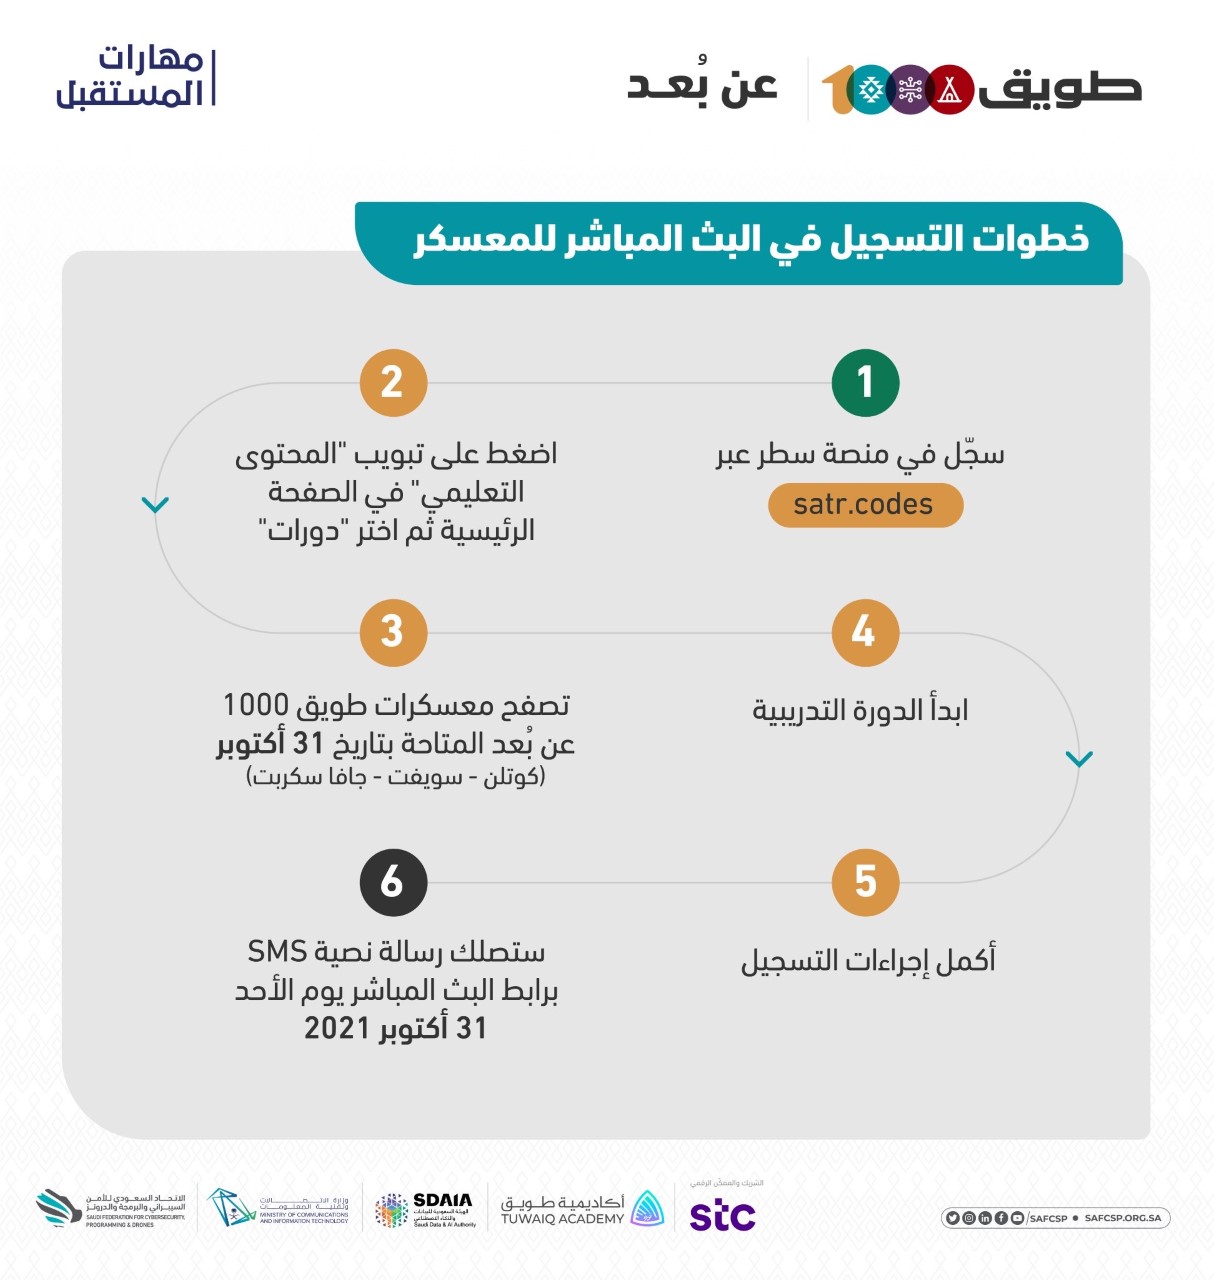 طويق 1000
عن بُعد
مهارات
المستقبل
خطوات التسجيل في البث المباشر للمعسكر
1
سجّل في منصة سطر عبر
satr.codes
2
اضغط على تبويب "المحتوى
التعليمي" في الصفحة
الرئيسية ثم اختر "دورات"
3
تصفح معسكرات طويق 1000
عن بُعد المتاحة بتاريخ 31 أكتوبر
(كوتلن - سويفت - جافا سكربت)
4
ابدأ الدورة التدريبية
5
أكمل إجراءات التسجيل
6
ستصلك رسالة نصية SMS
برابط البث المباشر يوم الأحد
31 أكتوبر 2021
الاتحاد السعودي للأمن
السيبراني والبرمجة والدرونز
SAUDI FEDERATION FOR CYBERSECURITY,
PROGRAMMING & DRONES
وزارة الاتصالات
وتقنية المعلومات
MINISTRY OF COMMUNICATIONS
AND INFORMATION TECHNOLOGY
SDAIA
الهيئة السعودية للبيانات
والذكاء الاصطناعي
Saudi Data & AI Authority
أكاديمية طويق
TUWAIQ ACADEMY
الشريك والممكّن الرقمي
stc
/SAFCSP • SAFCSP.ORG.SA